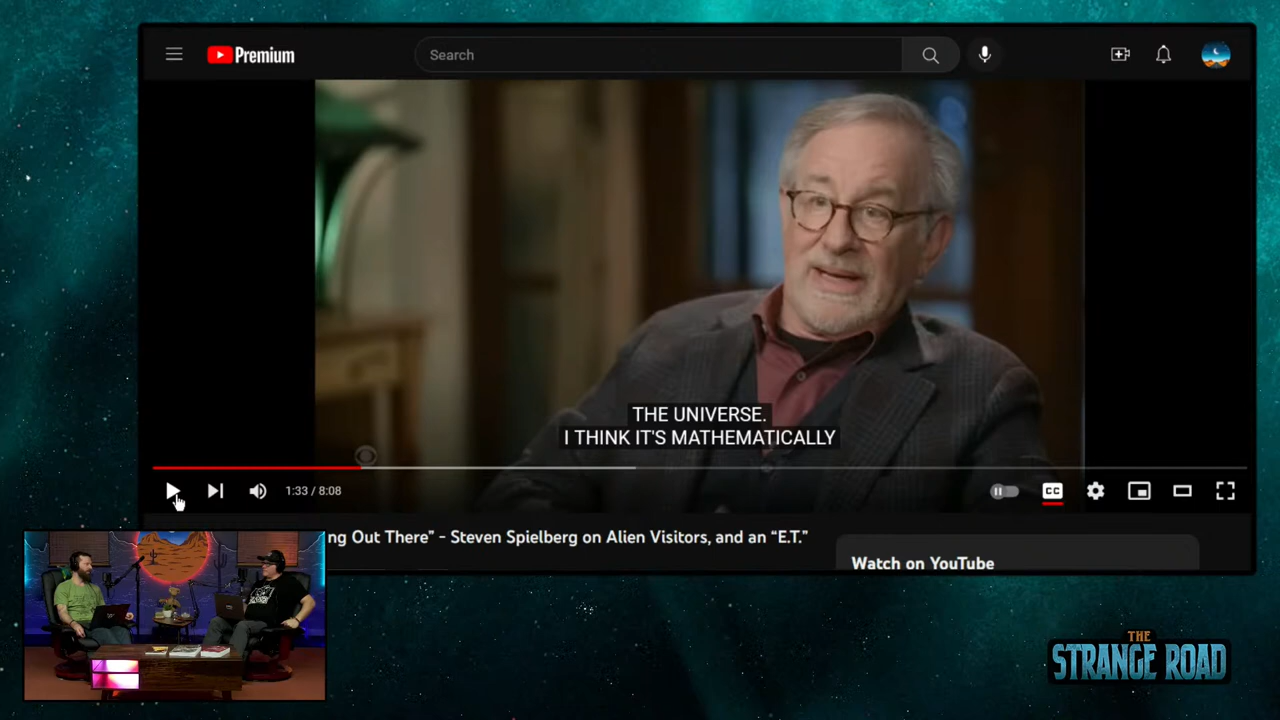 Premium
Search
THE UNIVERSE.
I THINK IT'S MATHEMATICALLY
1:33 / 8:08
CC
ng Out There” - Steven Spielberg on Alien Visitors, and an “E.T.”
Watch on YouTube
THE
STRANGE ROAD